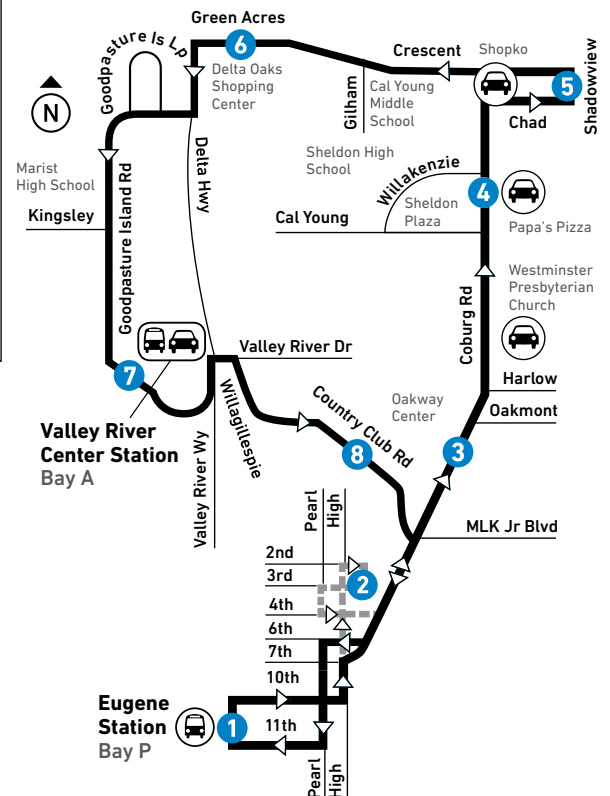 Green Acres
6
Goodpasture Is Lp
Delta Oaks
Shopping
Center
Crescent
Shopko
5
Shadowview
Chad
Gilham
Cal Young
Middle
School
N
Delta Hwy
Sheldon High
School
Willakenzie
4
Sheldon
Plaza
Cal Young
Papa's Pizza
Marist
High School
Kingsley
Goodpasture Island Rd
Westminster
Presbyterian
Church
Coburg Rd
Valley River Dr
7
Harlow
Oakmont
Oakway
Center
Valley River
Center Station
Bay A
Valley River Wy
Willagillespie
Country Club Rd
8
3
MLK Jr Blvd
Pearl
High
2nd
3rd
4th
6th
7th
10th
11th
2
Eugene
Station
Bay P
1
Pearl
High